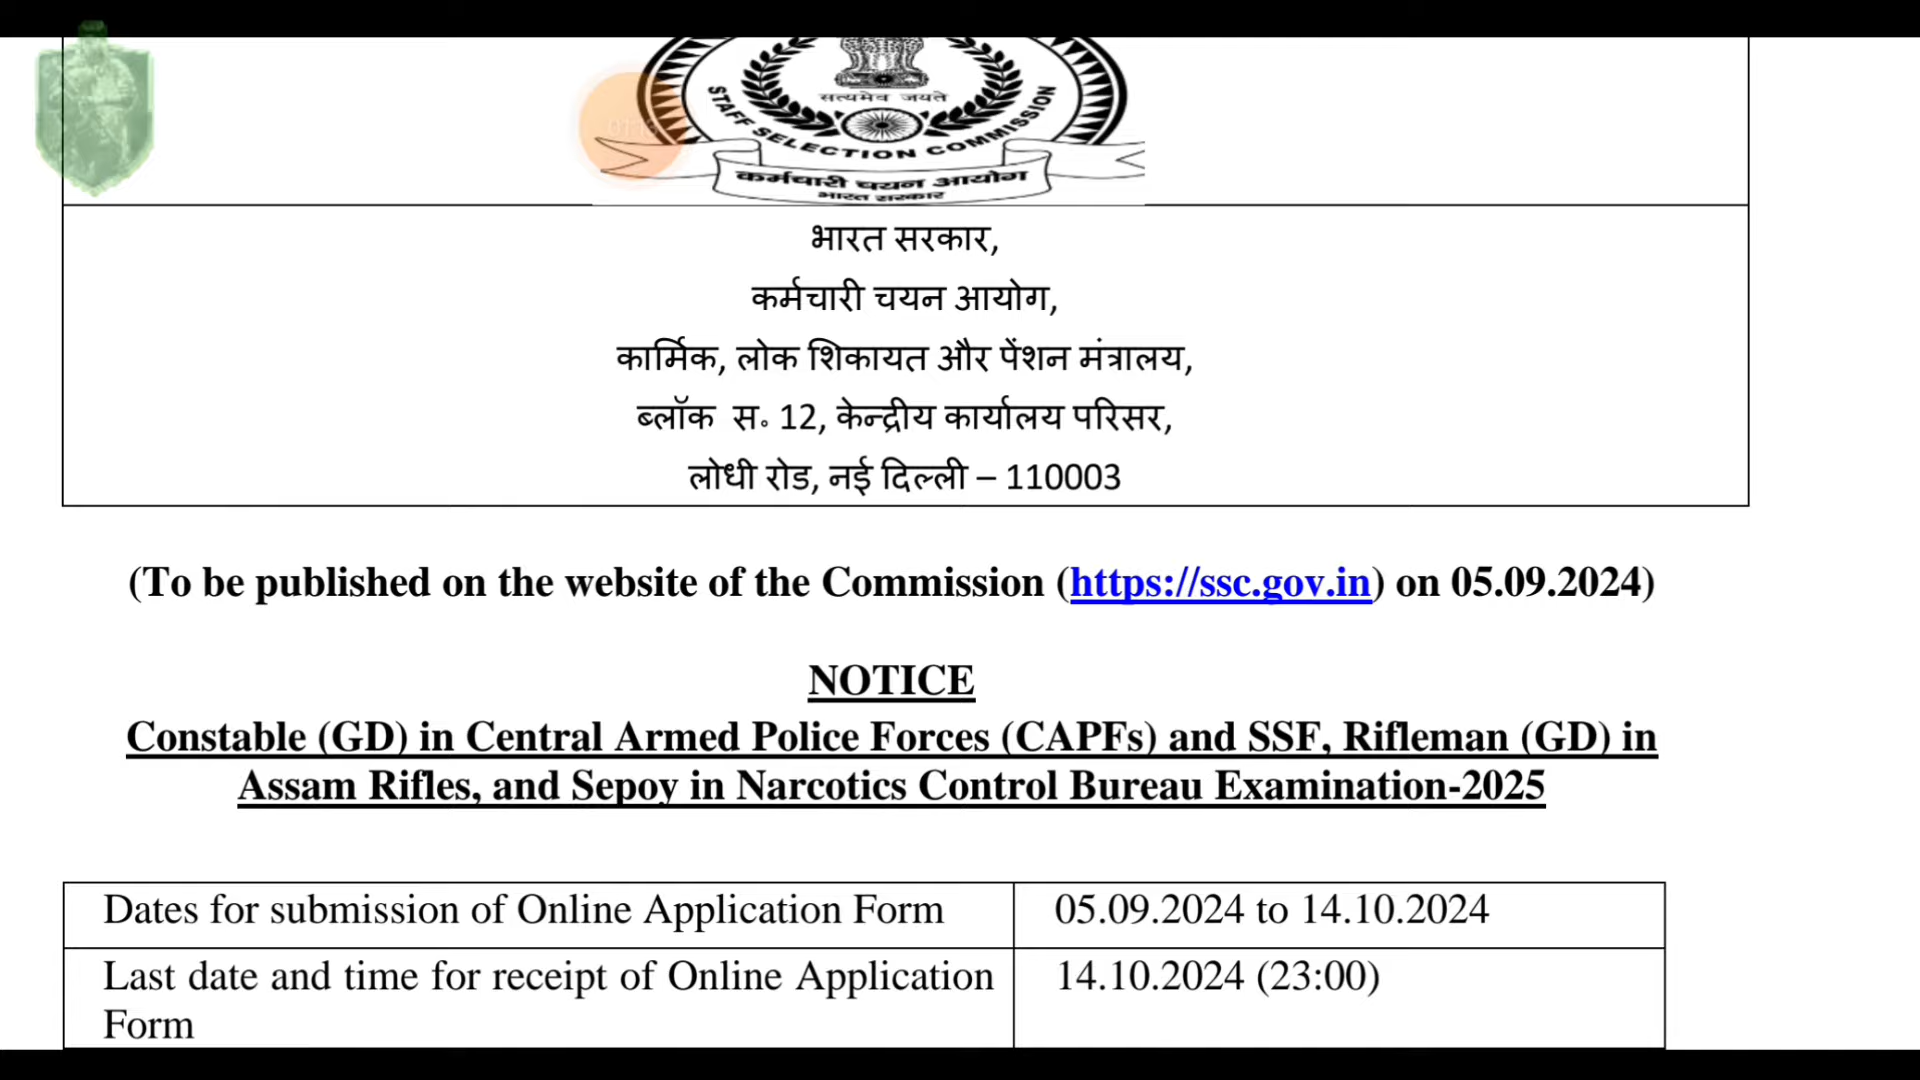 सत्यमेव जयते
STAFF SELECTION COMMISSION
कर्मचारी चयन आयोग
भारत सरकार
भारत सरकार,
कर्मचारी चयन आयोग,
कार्मिक, लोक शिकायत और पेंशन मंत्रालय,
ब्लॉक स॰ 12, केन्द्रीय कार्यालय परिसर,
लोधी रोड, नई दिल्ली – 110003
(To be published on the website of the Commission (https://ssc.gov.in) on 05.09.2024)
NOTICE
Constable (GD) in Central Armed Police Forces (CAPFs) and SSF, Rifleman (GD) in
Assam Rifles, and Sepoy in Narcotics Control Bureau Examination-2025
Dates for submission of Online Application Form 05.09.2024 to 14.10.2024
Last date and time for receipt of Online Application 14.10.2024 (23:00)
Form